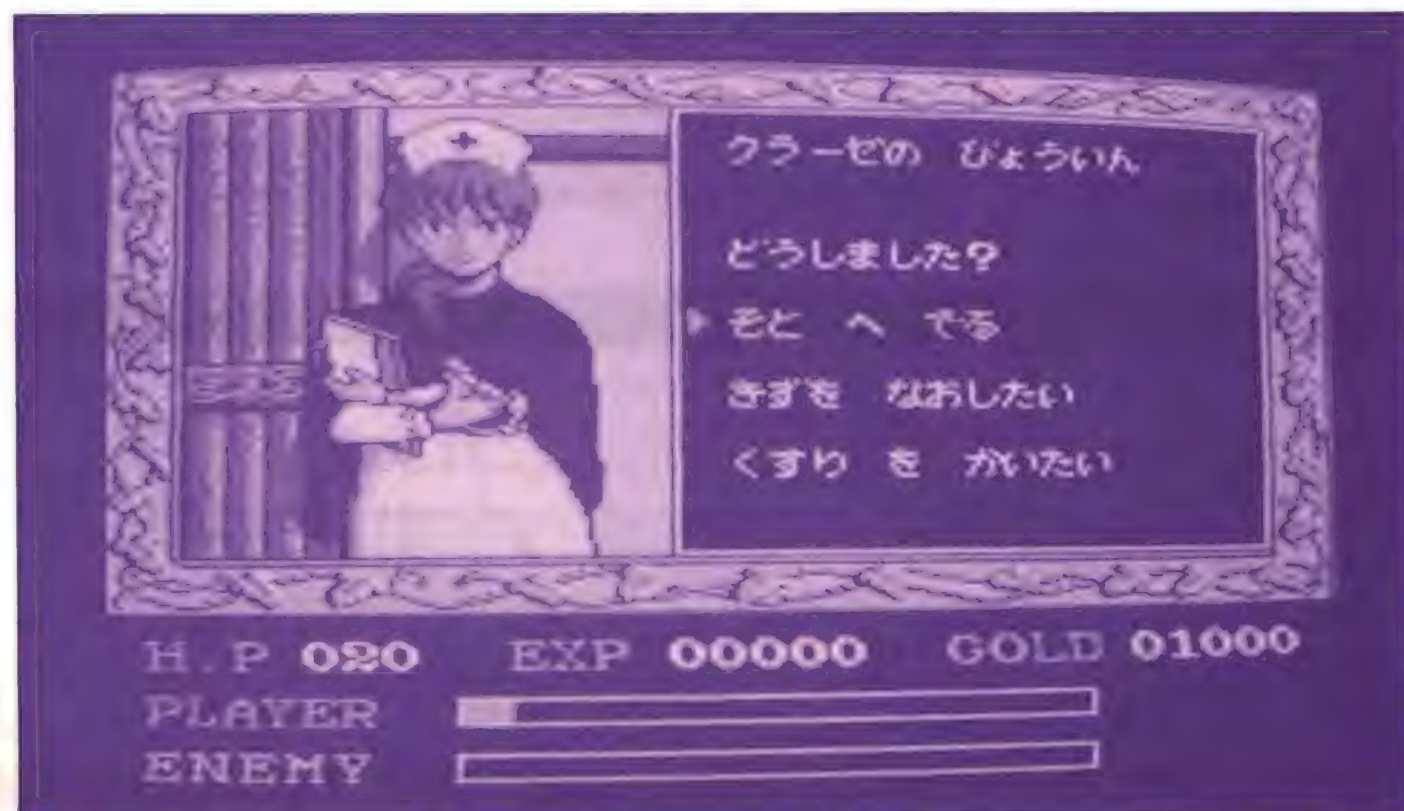 クラーゼの びょういん
どうしました?
そと へ でる
きずを なおしたい
くすり を かいたい
H.P 020 EXP 00000 GOLD 01000
PLAYER
ENEMY